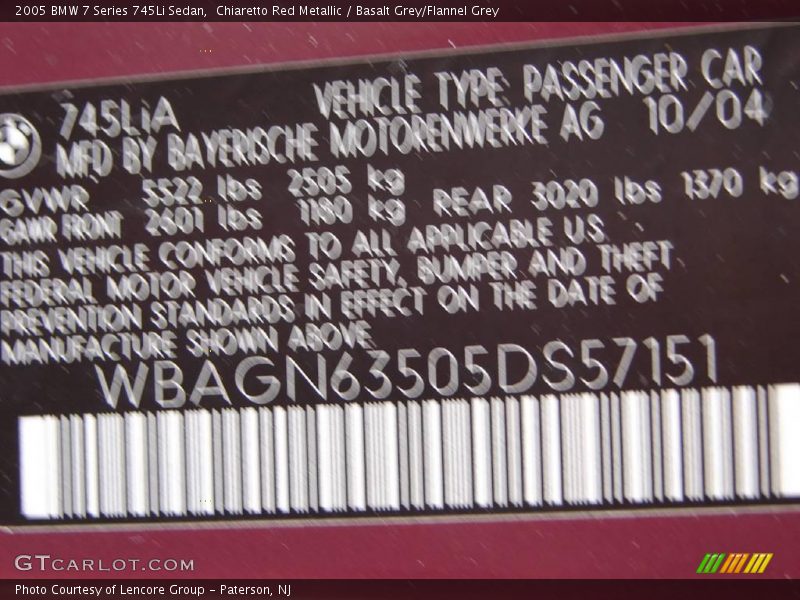 2005 BMW 7 Series 745Li Sedan, Chiaretto Red Metallic / Basalt Grey/Flannel Grey
745LiA VEHICLE TYPE PASSENGER CAR
MFD BY BAYERISCHE MOTORENWERKE AG 10/04
GVWR 5522 lbs 2505 kg
GAWR FRONT 2601 lbs 1180 kg REAR 3020 lbs 1370 kg
THIS VEHICLE CONFORMS TO ALL APPLICABLE U.S.
FEDERAL MOTOR VEHICLE SAFETY, BUMPER AND THEFT
PREVENTION STANDARDS IN EFFECT ON THE DATE OF
MANUFACTURE SHOWN ABOVE
WBAGN63505DS57151
GTCARLOT.COM
Photo Courtesy of Lencore Group - Paterson, NJ